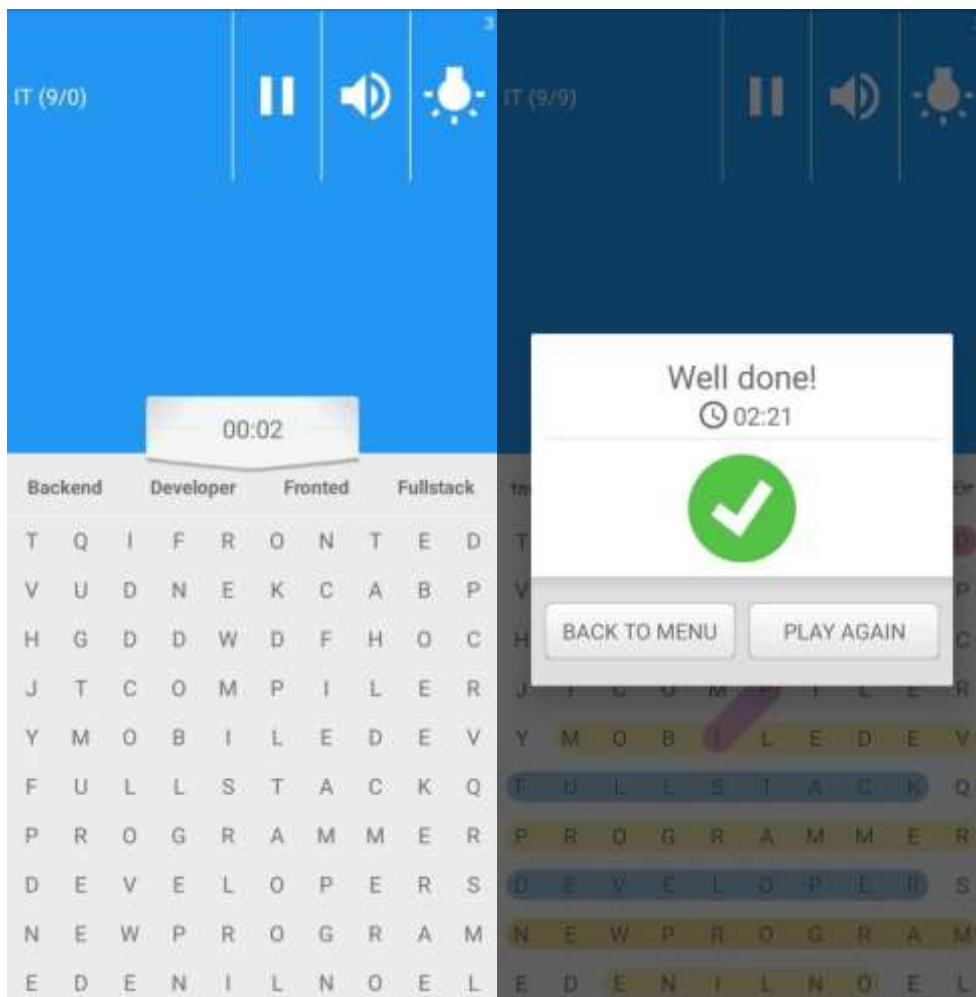 3
IT (9/0)
00:02
Backend Developer Fronted Fullstack
T Q I F R O N T E D
V U D N E K C A B P
H G D D W D F H O C
J T C O M P I L E R
Y M O B I L E D E V
F U L L S T A C K Q
P R O G R A M M E R
D E V E L O P E R S
N E W P R O G R A M
E D E N I L N O E L
IT (9/9)
Well done!
02:21
T D
V P
H C
BACK TO MENU PLAY AGAIN
J T C O M P I L E R
Y M O B I L E D E V
F U L L S T A C K Q
P R O G R A M M E R
D E V E L O P E R S
N E W P R O G R A M
E D E N I L N O E L